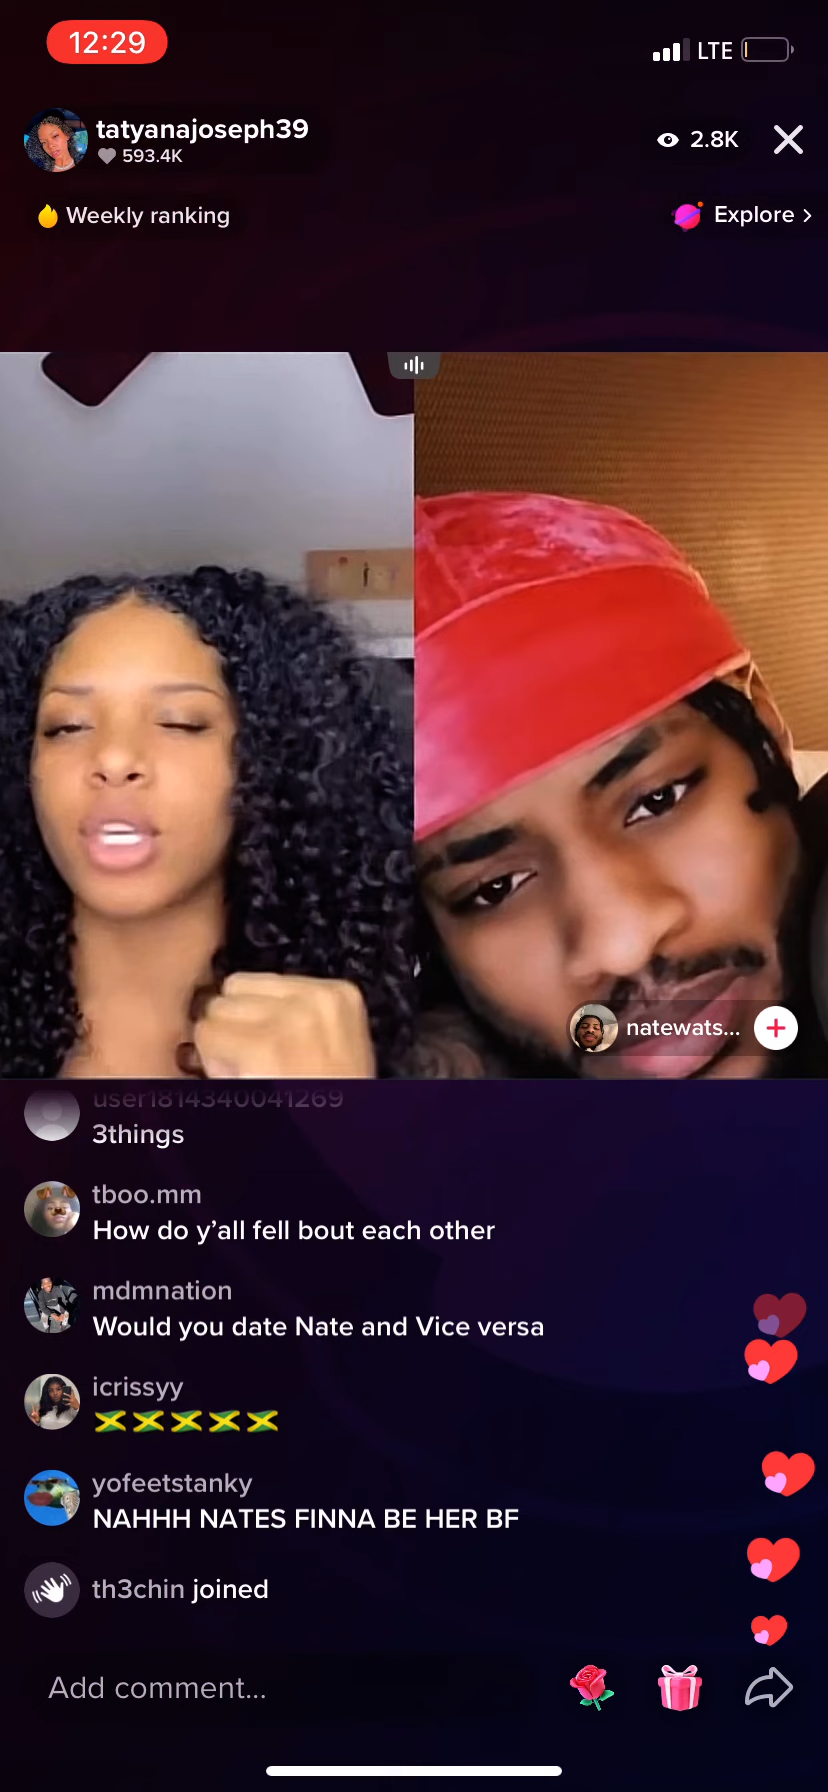 12:29
LTE
tatyanajoseph39
593.4K
2.8K
Weekly ranking
Explore
natewats...
user1814340041269
3things
tboo.mm
How do y’all fell bout each other
mdmnation
Would you date Nate and Vice versa
icrissyy
🇯🇲🇯🇲🇯🇲🇯🇲🇯🇲
yofeetstanky
NAHHH NATES FINNA BE HER BF
th3chin joined
Add comment...